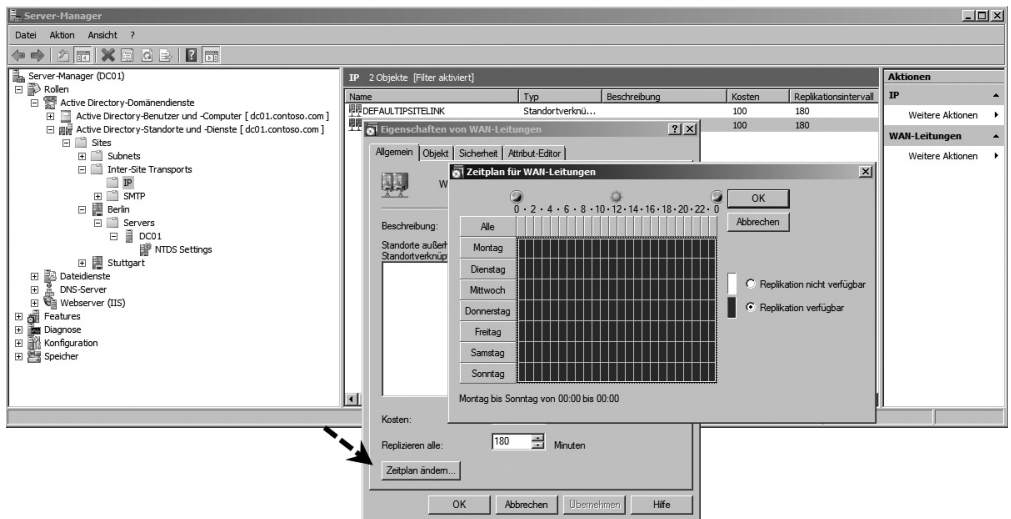 Server-Manager
Datei Aktion Ansicht ?
Server-Manager (DC01)
Rollen
Active Directory-Domänendienste
Active Directory-Benutzer und -Computer [ dc01.contoso.com ]
Active Directory-Standorte und -Dienste [ dc01.contoso.com ]
Sites
Subnets
Inter-Site Transports
IP
SMTP
Berlin
Servers
DC01
NTDS Settings
Stuttgart
Dateidienste
DNS-Server
Webserver (IIS)
Features
Diagnose
Konfiguration
Speicher
IP 2 Objekte [Filter aktiviert]
Name Typ Beschreibung Kosten Replikationsintervall
DEFAULTIPSITELINK Standortverknü... 100 180
100 180
Aktionen
IP
Weitere Aktionen
WAN-Leitungen
Weitere Aktionen
Eigenschaften von WAN-Leitungen
Allgemein Objekt Sicherheit Attribut-Editor
W
Beschreibung:
Standorte außerh
Standortverknüp
Kosten:
Replizieren alle: 180 Minuten
Zeitplan ändern...
OK Abbrechen Übernehmen Hilfe
Zeitplan für WAN-Leitungen
0 · 2 · 4 · 6 · 8 · 10 · 12 · 14 · 16 · 18 · 20 · 22 · 0
Alle
Montag
Dienstag
Mittwoch
Donnerstag
Freitag
Samstag
Sonntag
Montag bis Sonntag von 00:00 bis 00:00
OK
Abbrechen
Replikation nicht verfügbar
Replikation verfügbar